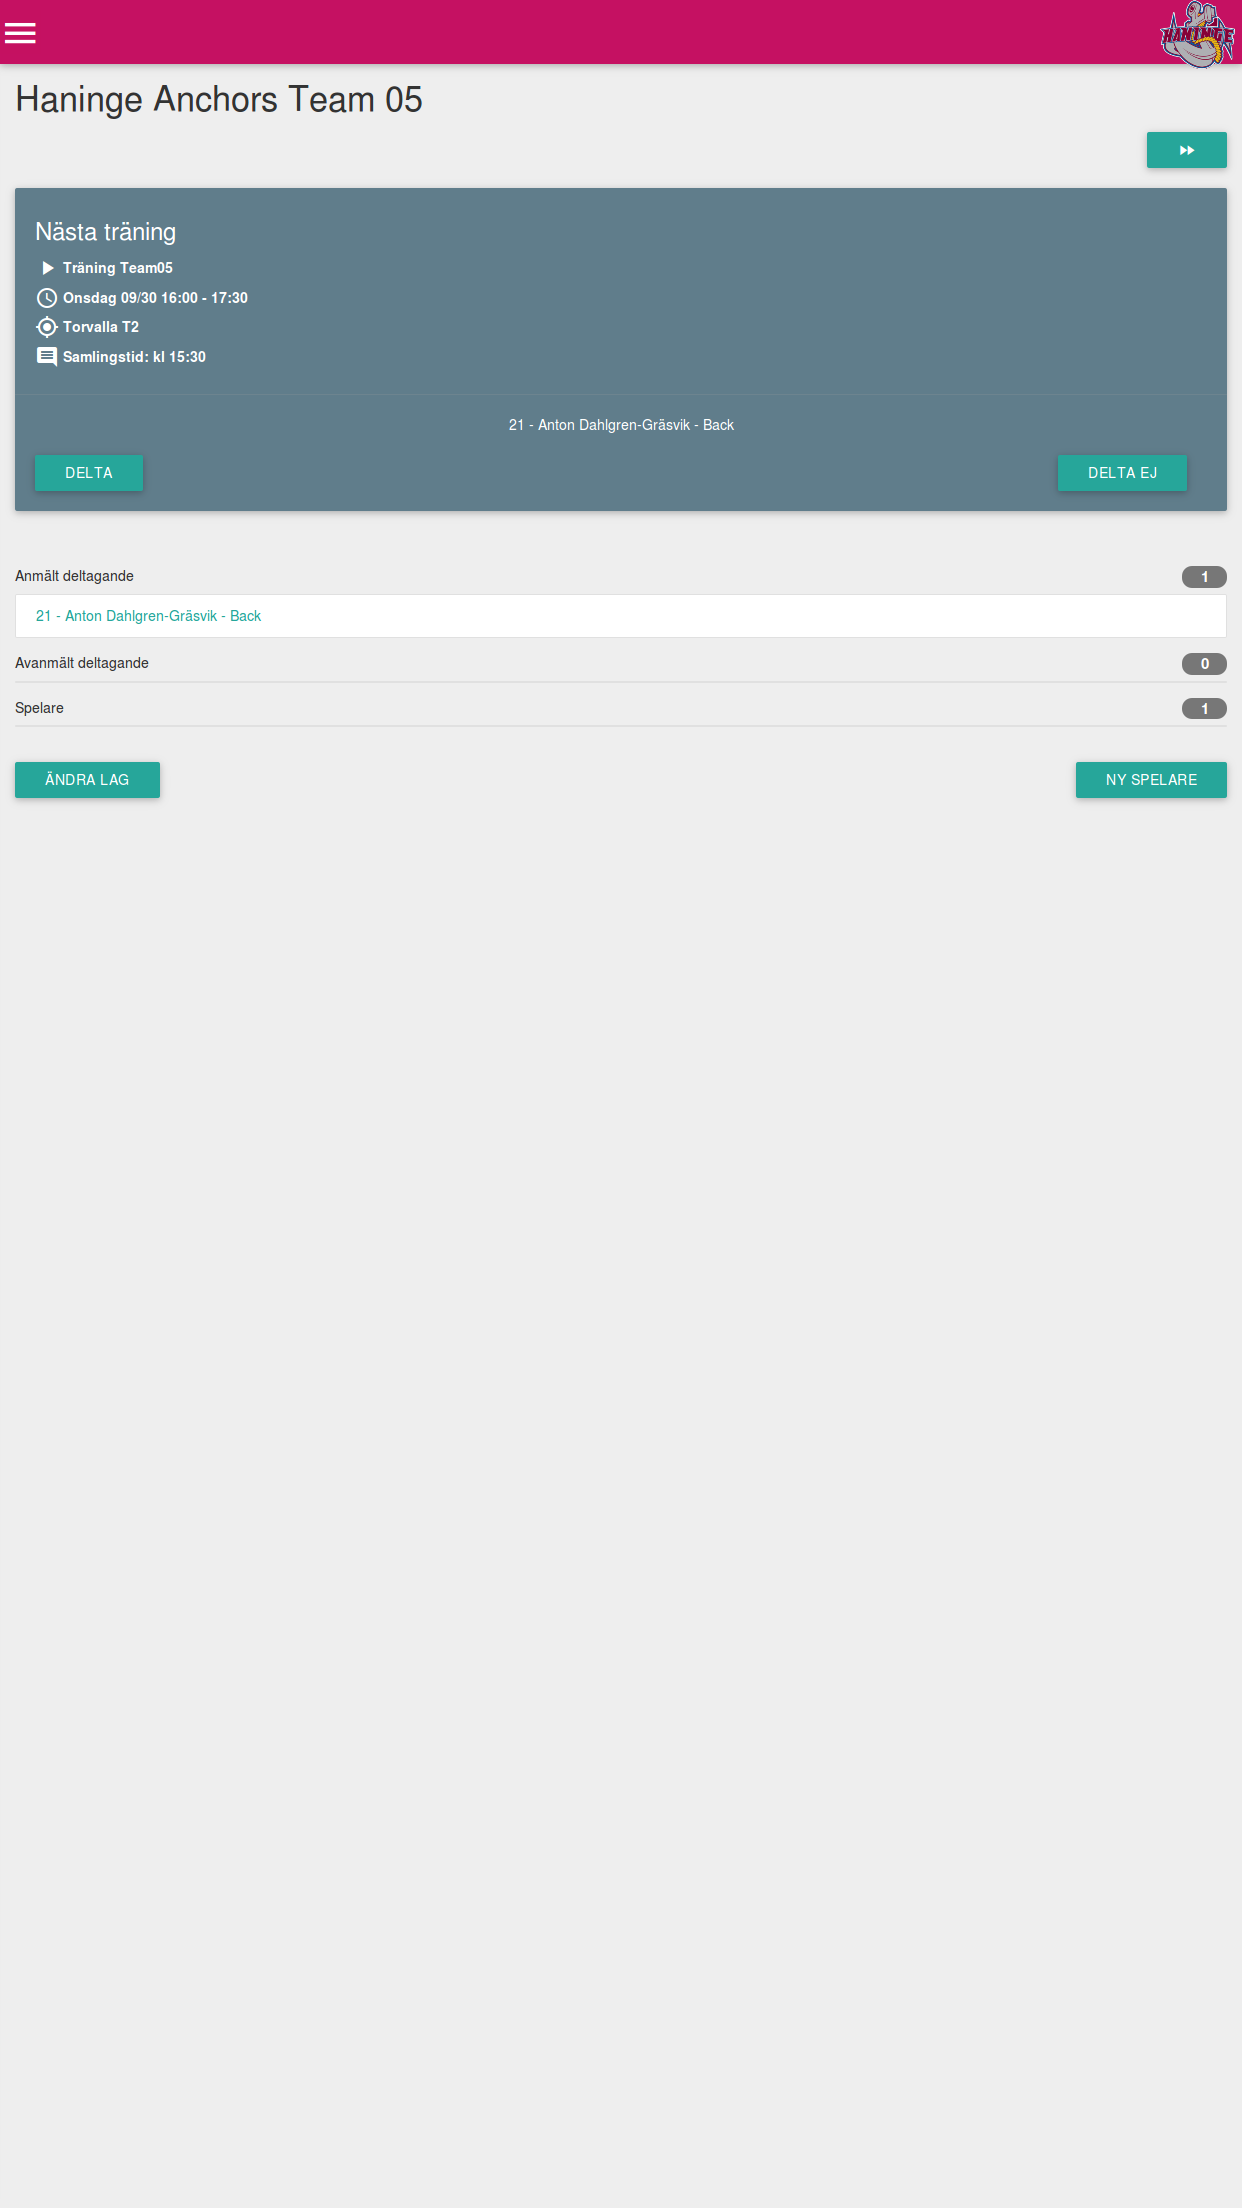 HANINGE
Haninge Anchors Team 05
Nästa träning
Träning Team05
Onsdag 09/30 16:00 - 17:30
Torvalla T2
Samlingstid: kl 15:30
21 - Anton Dahlgren-Gräsvik - Back
DELTA
DELTA EJ
Anmält deltagande
1
21 - Anton Dahlgren-Gräsvik - Back
Avanmält deltagande
0
Spelare
1
ÄNDRA LAG
NY SPELARE